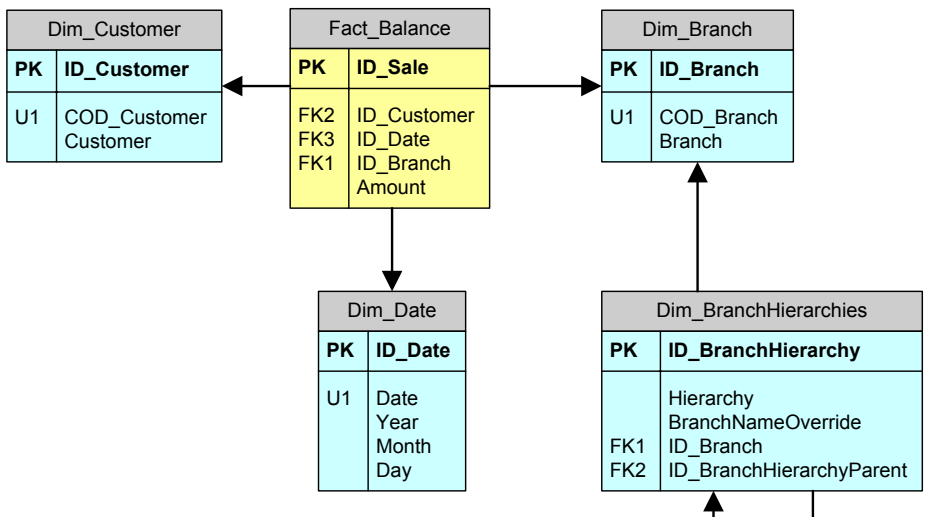 Dim_Customer
PK ID_Customer
U1 COD_Customer
Customer
Fact_Balance
PK ID_Sale
FK2 ID_Customer
FK3 ID_Date
FK1 ID_Branch
Amount
Dim_Branch
PK ID_Branch
U1 COD_Branch
Branch
Dim_Date
PK ID_Date
U1 Date
Year
Month
Day
Dim_BranchHierarchies
PK ID_BranchHierarchy
Hierarchy
BranchNameOverride
FK1 ID_Branch
FK2 ID_BranchHierarchyParent